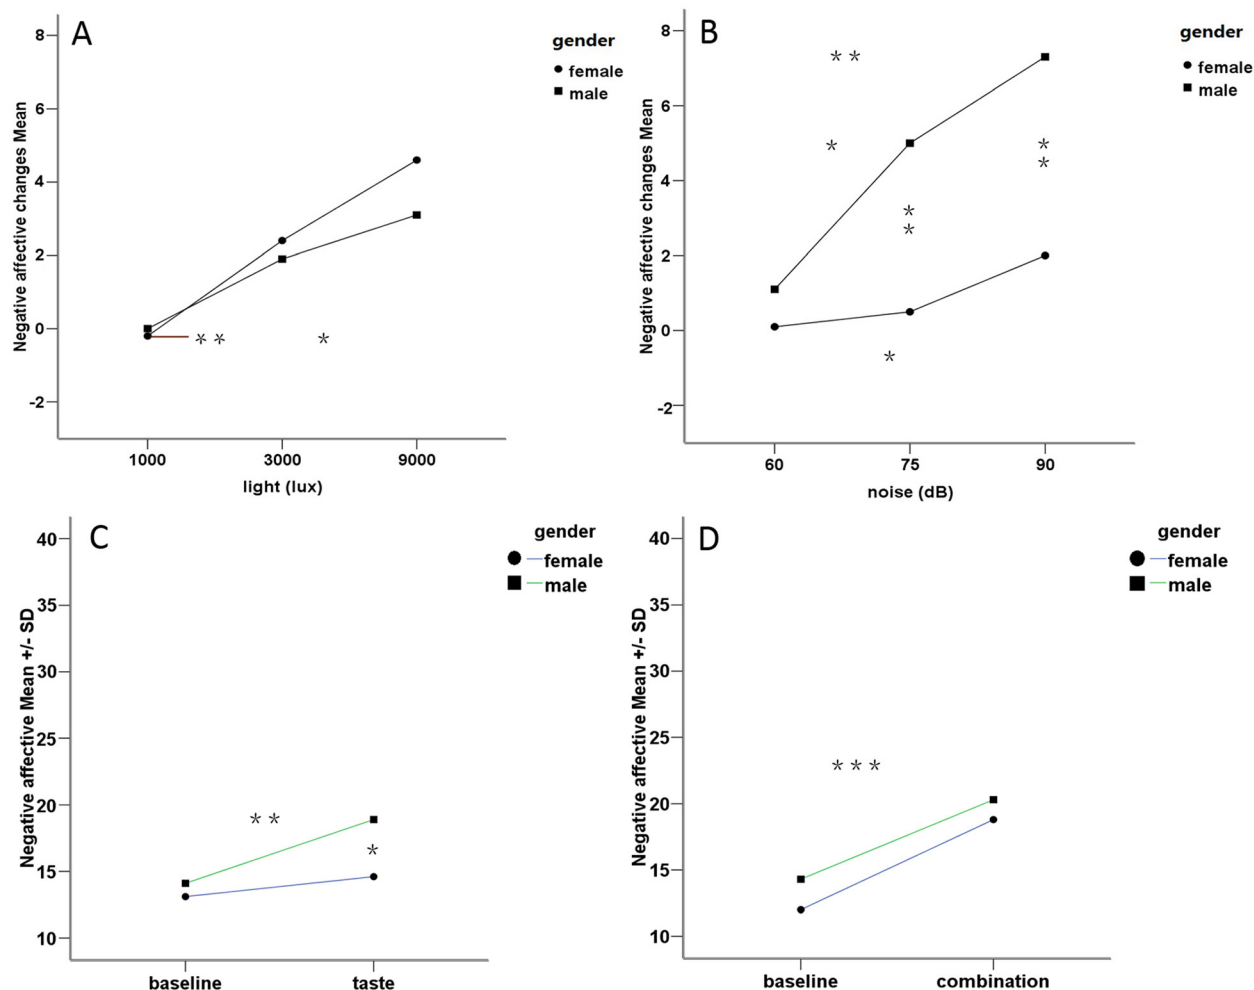 A
gender
female
male
Negative affective changes Mean
8
6
4
2
0
-2
* *
*
1000 3000 9000
light (lux)
B
gender
female
male
Negative affective changes Mean
8
6
4
2
0
-2
* *
*
*
*
*
*
*
60 75 90
noise (dB)
C
gender
female
male
Negative affective Mean +/- SD
40
35
30
25
20
15
10
* *
*
baseline taste
D
gender
female
male
Negative affective Mean +/- SD
40
35
30
25
20
15
10
* * *
baseline combination